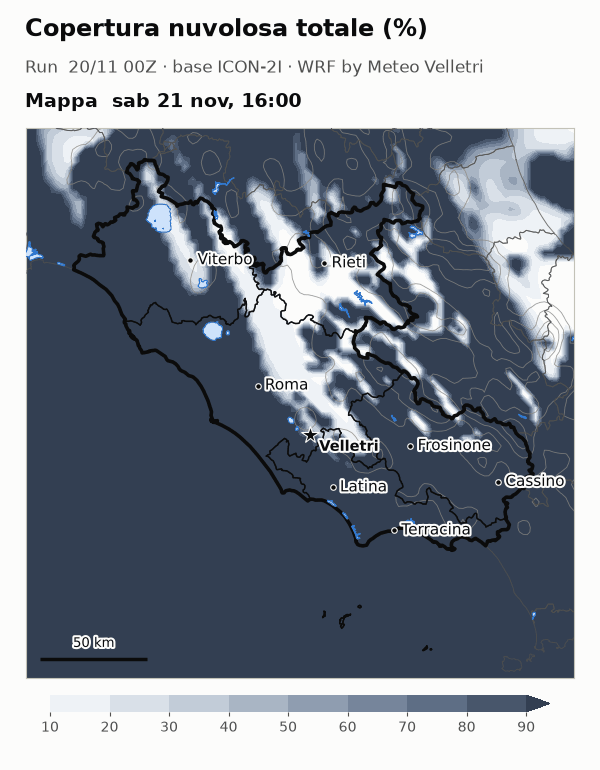 Copertura nuvolosa totale (%)
Run  20/11 00Z · base ICON-2I · WRF by Meteo Velletri
Mappa  sab 21 nov, 16:00
Viterbo
Rieti
Roma
Velletri
Frosinone
Cassino
Latina
Terracina
50 km
10 20 30 40 50 60 70 80 90